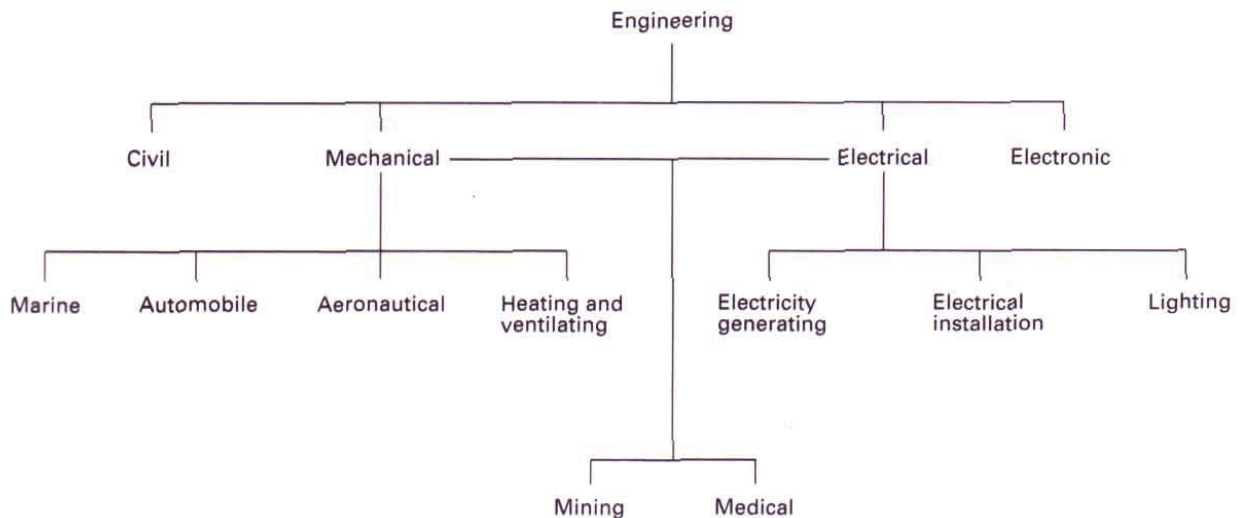 Engineering
Civil
Mechanical
Electrical
Electronic
Marine
Automobile
Aeronautical
Heating and
ventilating
Electricity
generating
Electrical
installation
Lighting
Mining
Medical